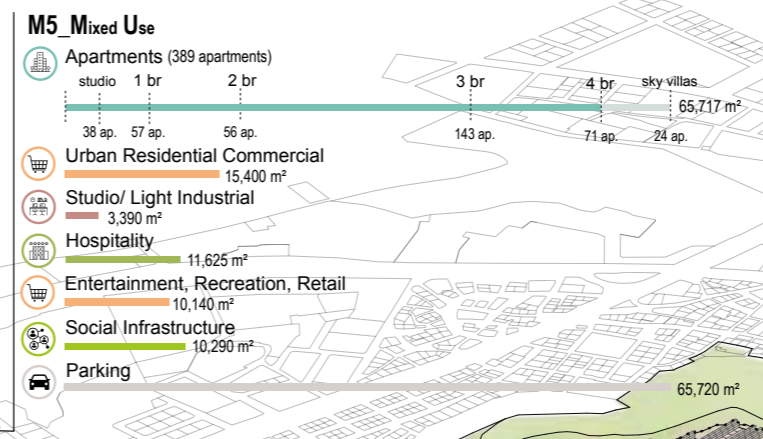 M5_Mixed Use
Apartments (389 apartments)
studio 1 br 2 br 3 br 4 br sky villas
65,717 m²
38 ap. 57 ap. 56 ap. 143 ap. 71 ap. 24 ap.
Urban Residential Commercial
15,400 m²
Studio/ Light Industrial
3,390 m²
Hospitality
11,625 m²
Entertainment, Recreation, Retail
10,140 m²
Social Infrastructure
10,290 m²
Parking
65,720 m²